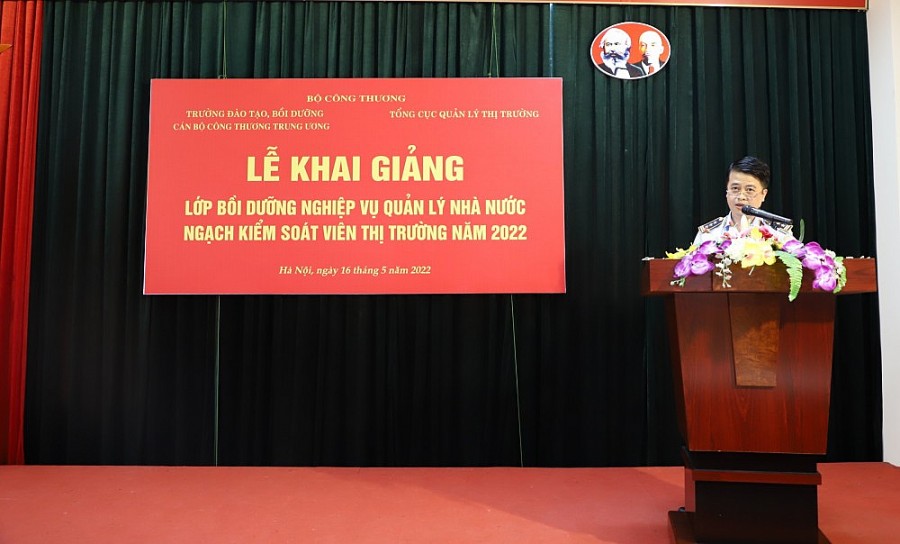 BỘ CÔNG THƯƠNG
TRƯỜNG ĐÀO TẠO, BỒI DƯỠNG
CÁN BỘ CÔNG THƯƠNG TRUNG ƯƠNG
TỔNG CỤC QUẢN LÝ THỊ TRƯỜNG
LỄ KHAI GIẢNG
LỚP BỒI DƯỠNG NGHIỆP VỤ QUẢN LÝ NHÀ NƯỚC
NGẠCH KIỂM SOÁT VIÊN THỊ TRƯỜNG NĂM 2022
Hà Nội, ngày 16 tháng 5 năm 2022